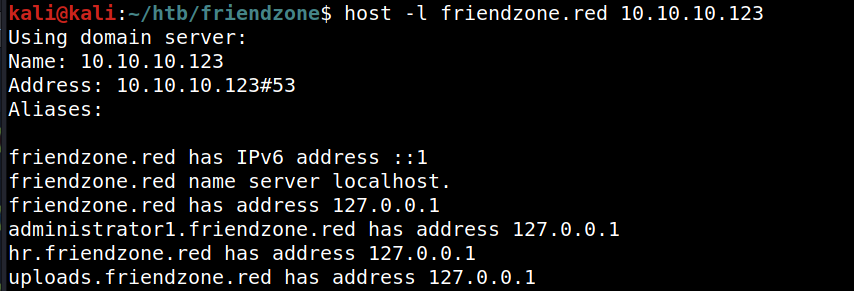 kali@kali:~/htb/friendzone$ host -l friendzone.red 10.10.10.123
Using domain server:
Name: 10.10.10.123
Address: 10.10.10.123#53
Aliases:

friendzone.red has IPv6 address ::1
friendzone.red name server localhost.
friendzone.red has address 127.0.0.1
administrator1.friendzone.red has address 127.0.0.1
hr.friendzone.red has address 127.0.0.1
uploads.friendzone.red has address 127.0.0.1